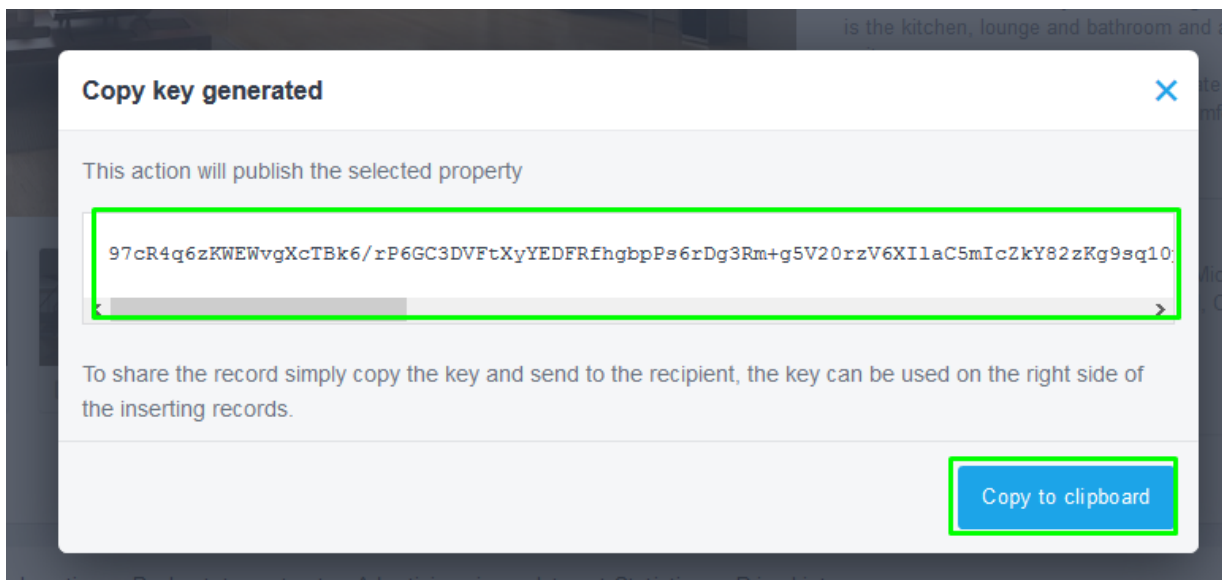 is the kitchen, lounge and bathroom and a
Copy key generated
This action will publish the selected property
97cR4q6zKWEWvgXcTBk6/rP6GC3DVFtXyYEDFRfhgbpPs6rDg3Rm+g5V20rzV6XIlaC5mIcZkY82zKg9sq10
To share the record simply copy the key and send to the recipient, the key can be used on the right side of
the inserting records.
Copy to clipboard